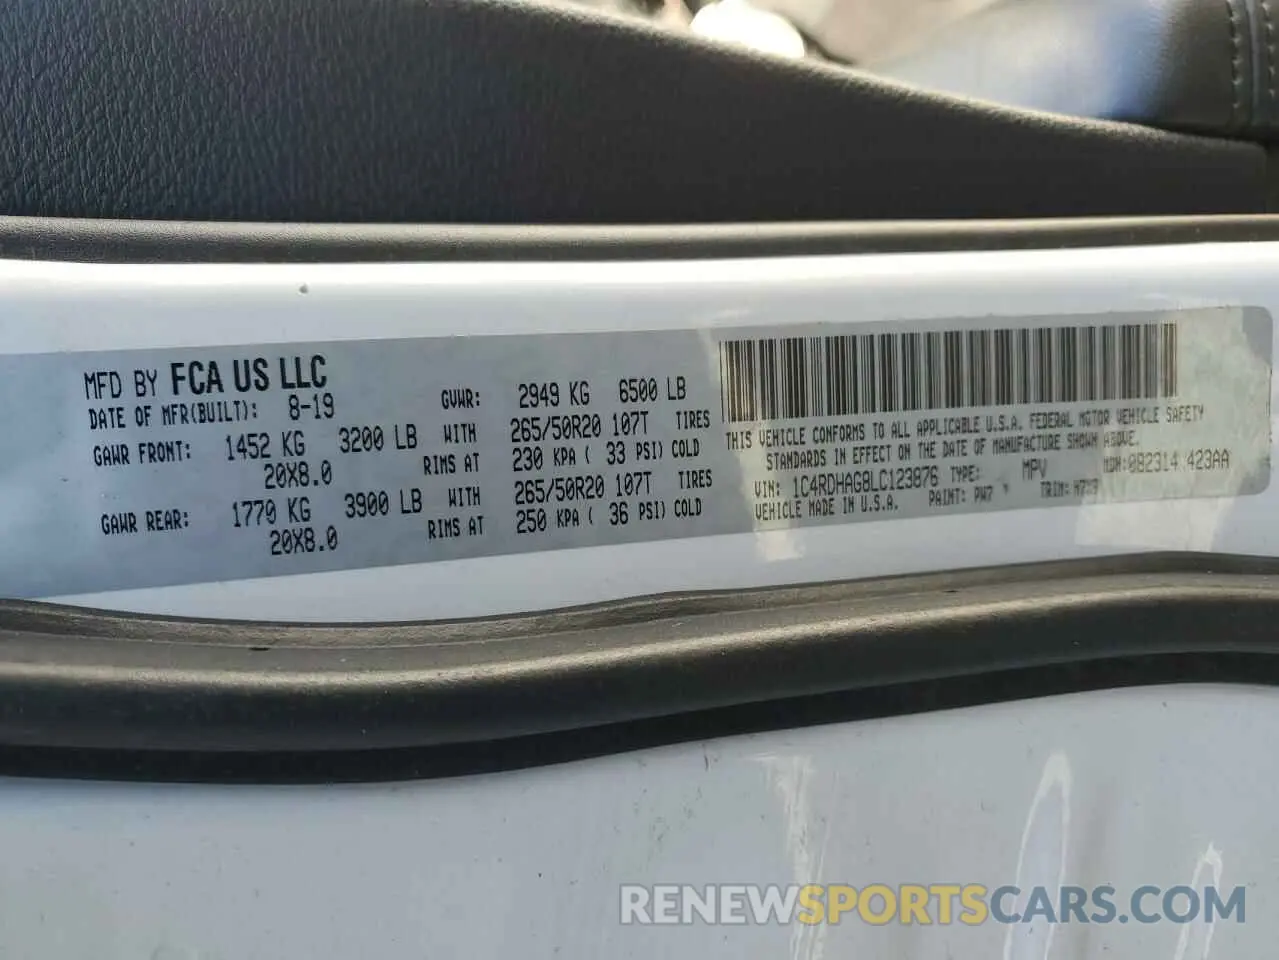 MFD BY FCA US LLC
DATE OF MFR(BUILT): 8-19 GVWR: 2949 KG 6500 LB
GAWR FRONT: 1452 KG 3200 LB WITH 265/50R20 107T TIRES
20X8.0 RIMS AT 230 KPA ( 33 PSI) COLD
GAWR REAR: 1770 KG 3900 LB WITH 265/50R20 107T TIRES
20X8.0 RIMS AT 250 KPA ( 36 PSI) COLD
THIS VEHICLE CONFORMS TO ALL APPLICABLE U.S.A. FEDERAL MOTOR VEHICLE SAFETY
STANDARDS IN EFFECT ON THE DATE OF MANUFACTURE SHOWN ABOVE.
VIN: 1C4RDHAG8LC123876 TYPE: MPV MDH:082314 423AA
VEHICLE MADE IN U.S.A. PAINT: PW7 TRIM:
RENEWSPORTSCARS.COM